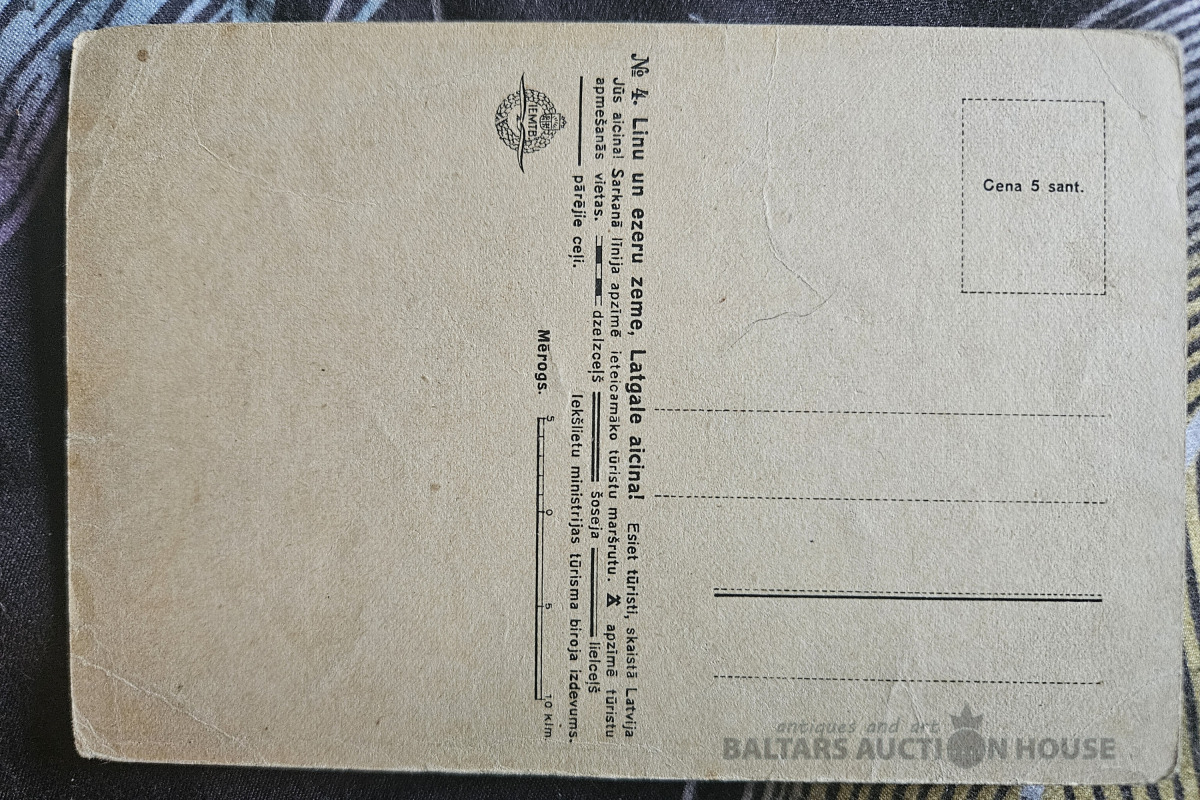 Cena 5 sant.
№ 4. Linu un ezeru zeme, Latgale aicina! Esiet tūristi, skaistā Latvija
Jūs aicina! Sarkanā līnija apzīmē ieteicamāko tūristu maršrutu. apzīmē tūristu
apmešanās vietas. dzelzceļš šoseja lielceļš
pārējie ceļi. Iekšlietu ministrijas tūrisma biroja izdevums.
IEMTB
Mērogs. 5 0 5 10 klm.
antiques and art
BALTARS AUCTION HOUSE